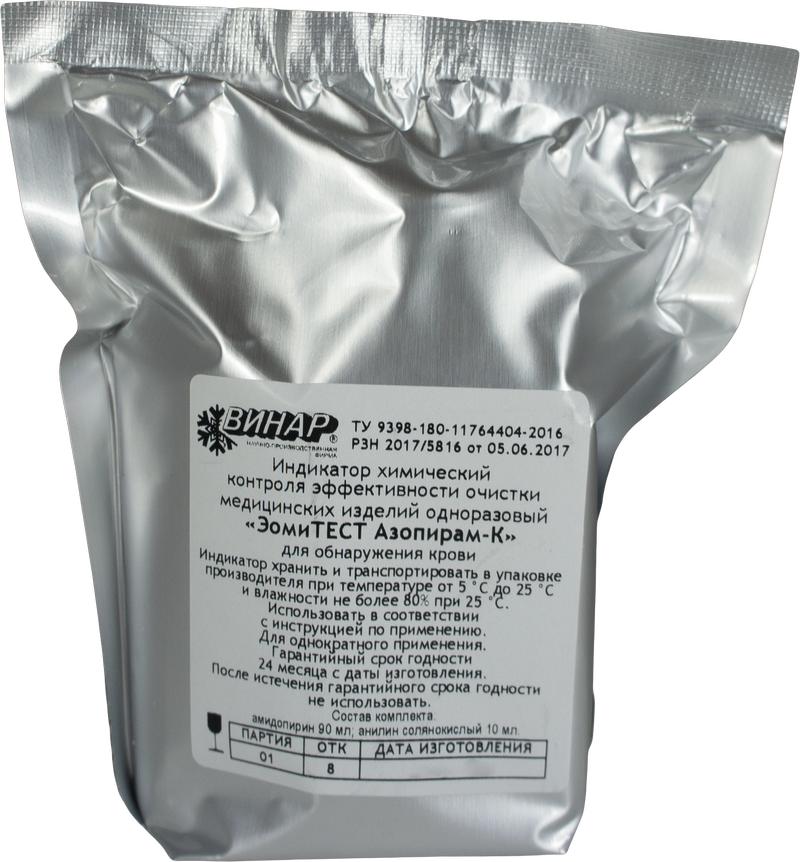 ВИНАР®
НАУЧНО-ПРОИЗВОДСТВЕННАЯ
ФИРМА
ТУ 9398-180-11764404-2016
РЗН 2017/5816 от 05.06.2017
Индикатор химический
контроля эффективности очистки
медицинских изделий одноразовый
«ЭомиТЕСТ Азопирам-К»
для обнаружения крови
Индикатор хранить и транспортировать в упаковке
производителя при температуре от 5 °С до 25 °С
и влажности не более 80% при 25 °С.
Использовать в соответствии
с инструкцией по применению.
Для однократного применения.
Гарантийный срок годности
24 месяца с даты изготовления.
После истечения гарантийного срока годности
не использовать.
Состав комплекта:
амидопирин 90 мл; анилин солянокислый 10 мл.
ПАРТИЯ ОТК ДАТА ИЗГОТОВЛЕНИЯ
01 8